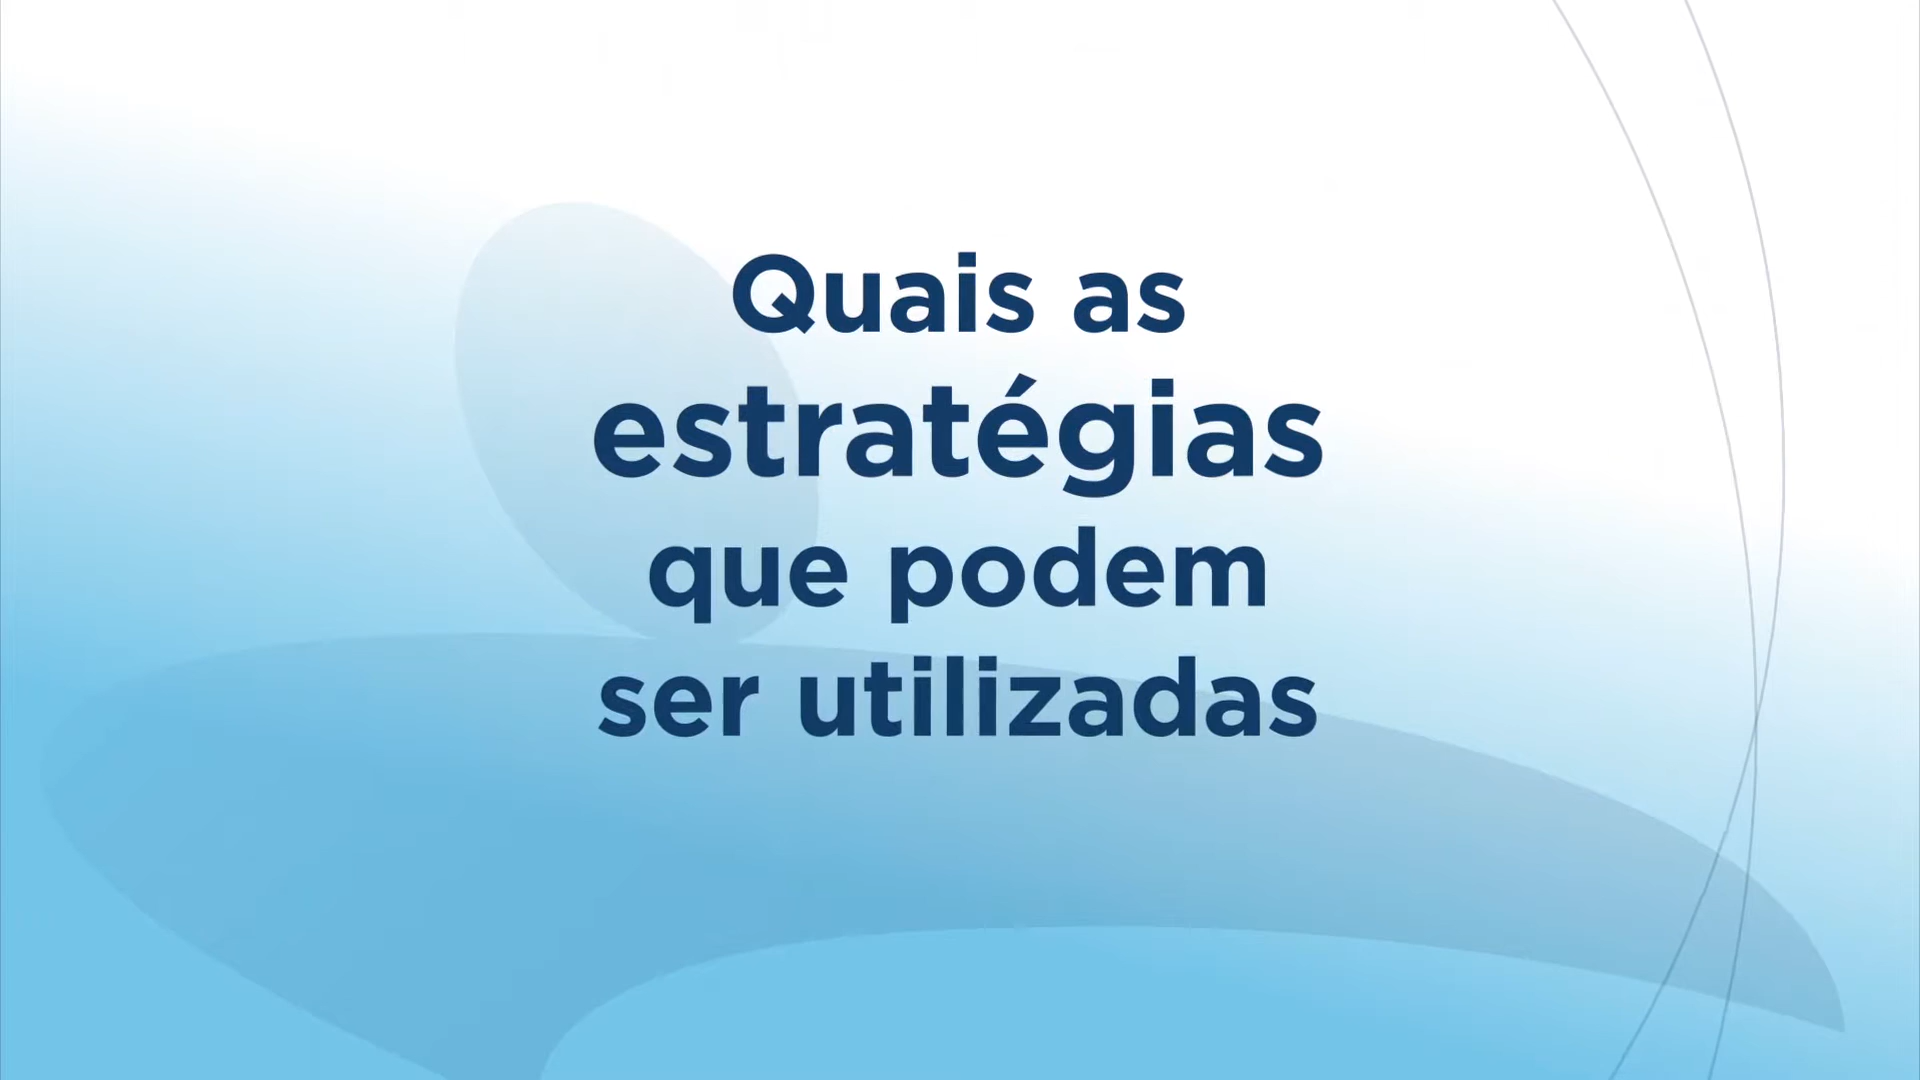 Quais as
estratégias
que podem
ser utilizadas